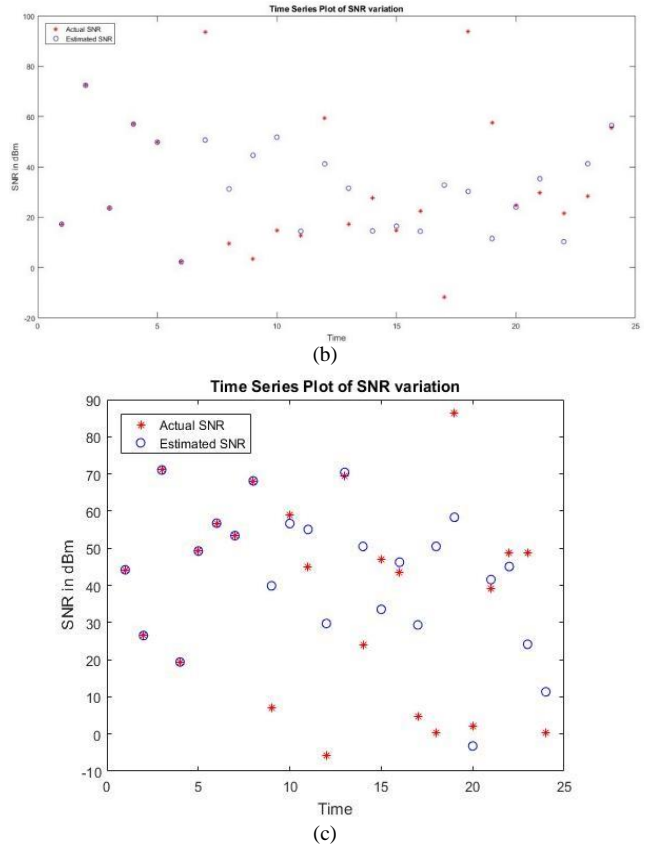 Time Series Plot of SNR variation
Actual SNR
Estimated SNR
100
80
60
40
20
0
-20
SNR in dBm
0 5 10 15 20 25
Time
(b)
Time Series Plot of SNR variation
Actual SNR
Estimated SNR
90
80
70
60
50
40
30
20
10
0
-10
SNR in dBm
0 5 10 15 20 25
Time
(c)